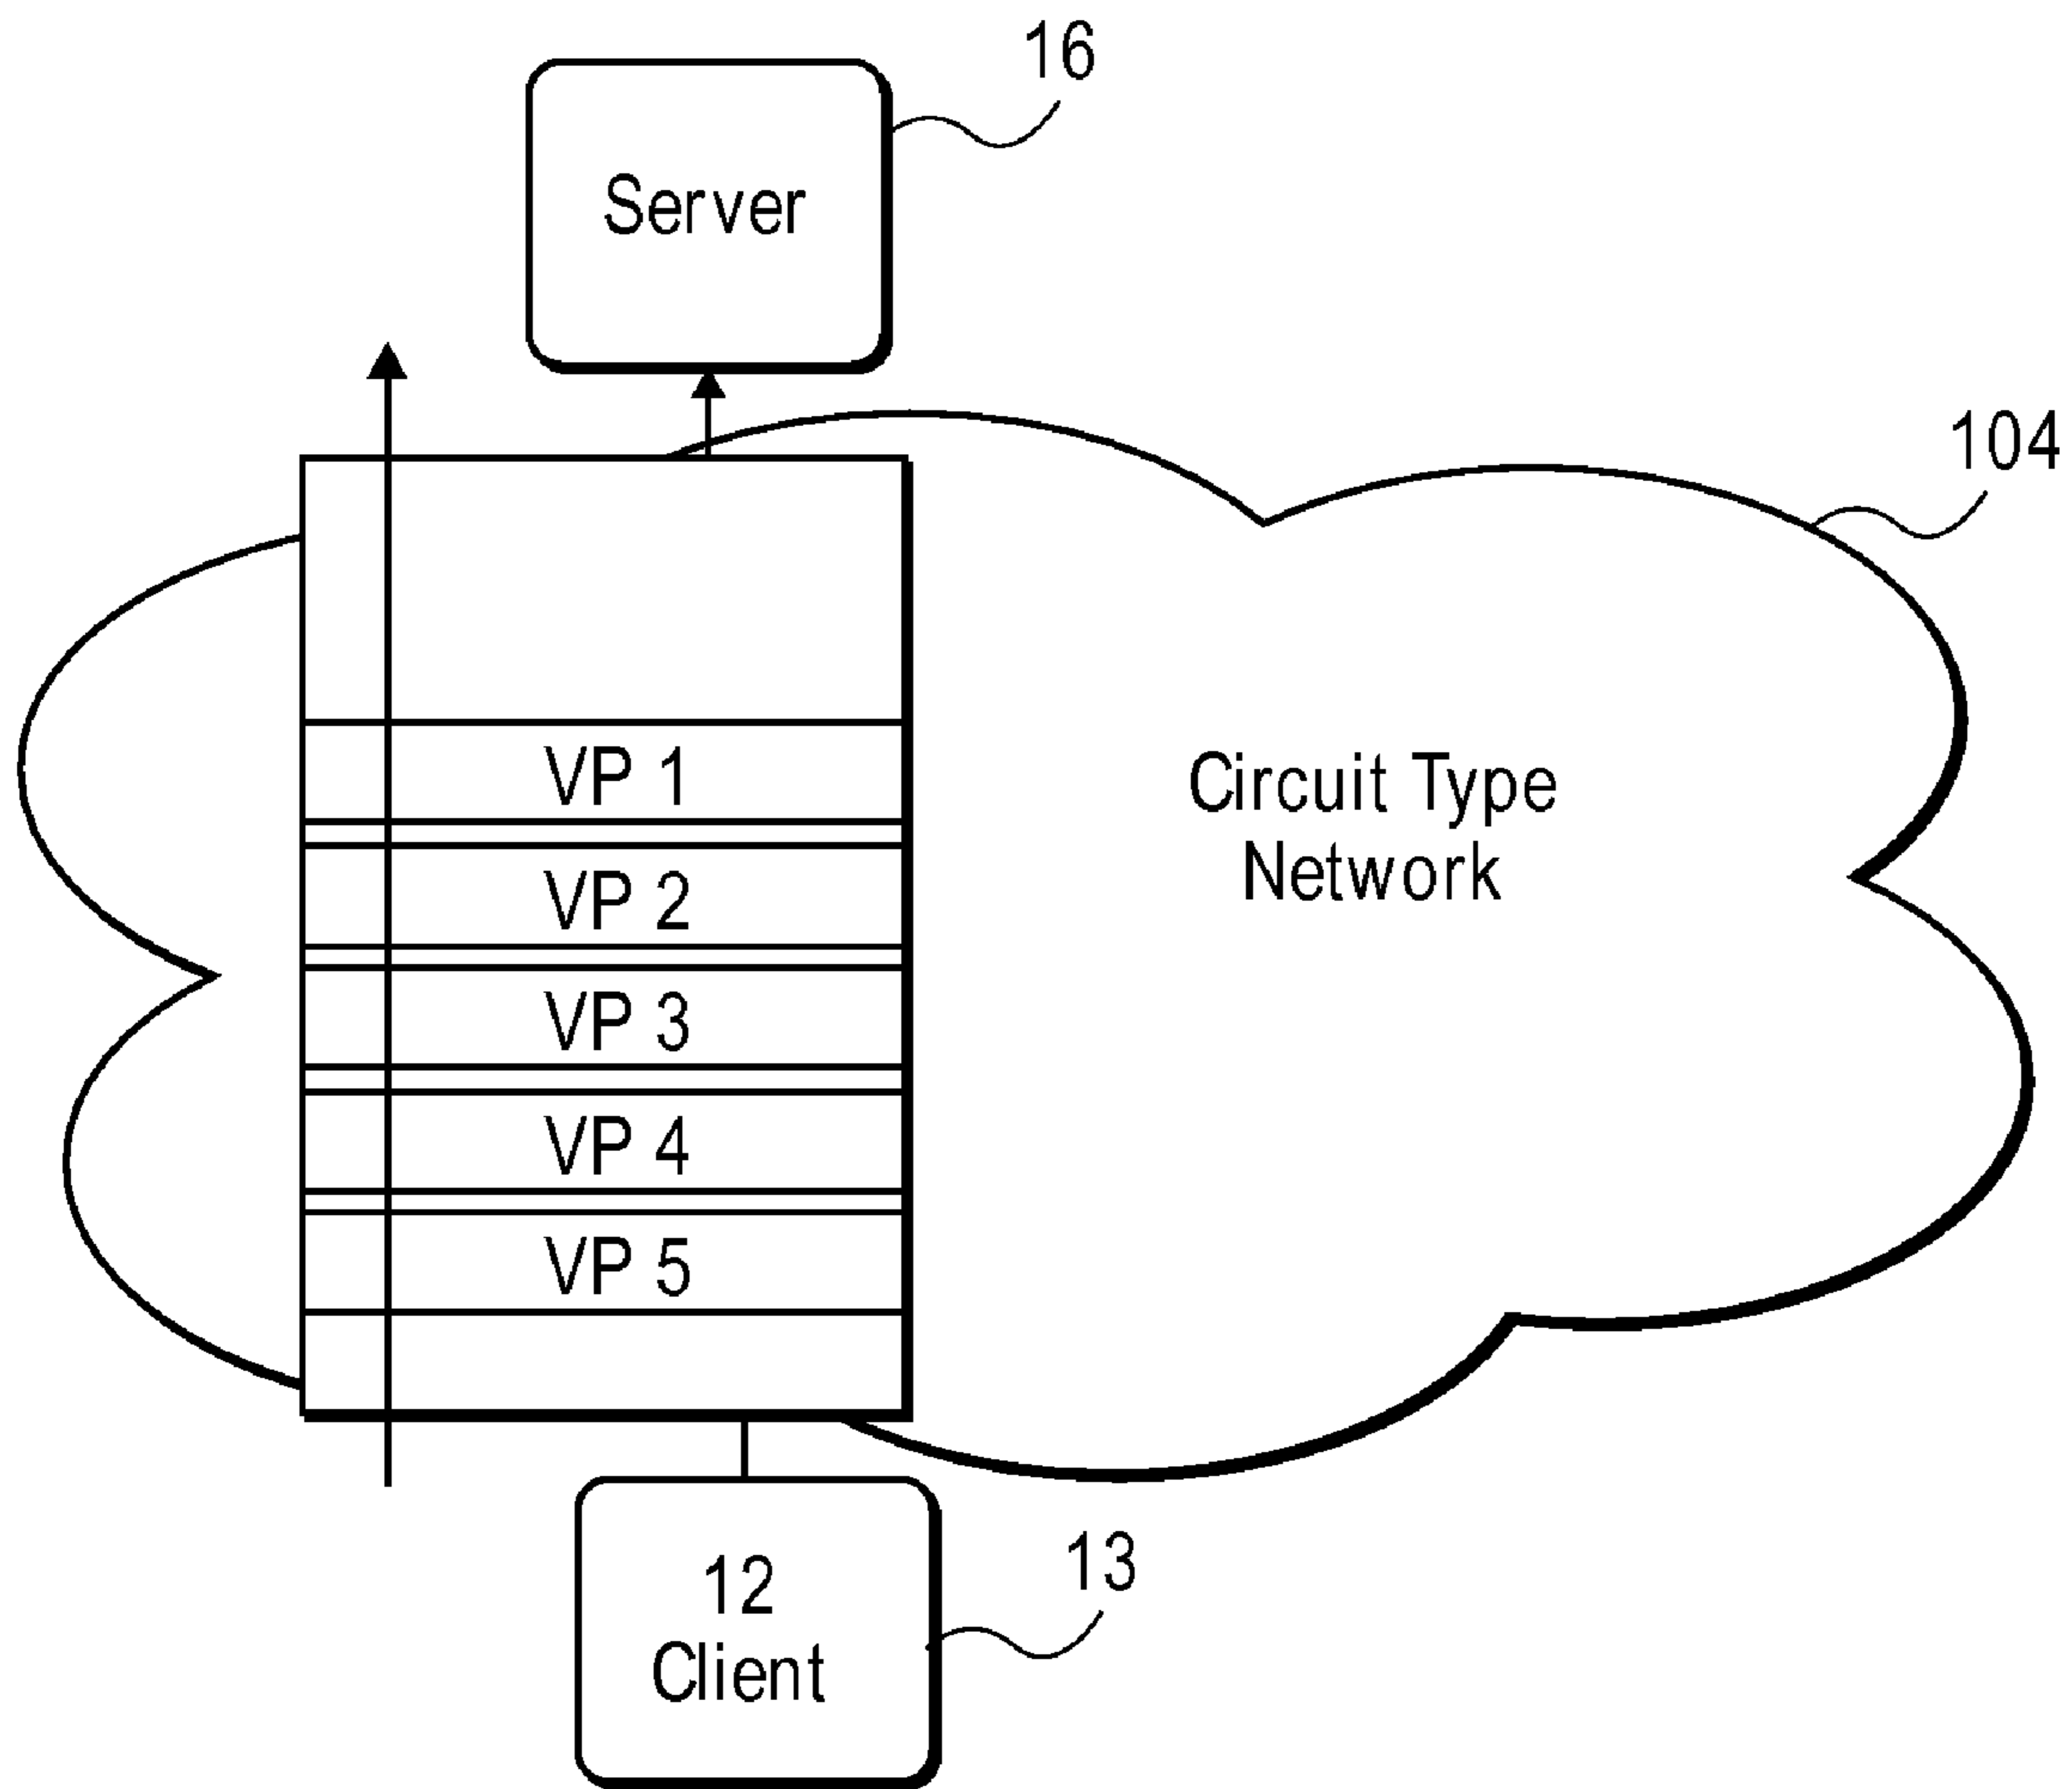 16
Server
104
VP 1
VP 2
VP 3
VP 4
VP 5
Circuit Type
Network
12
Client
13